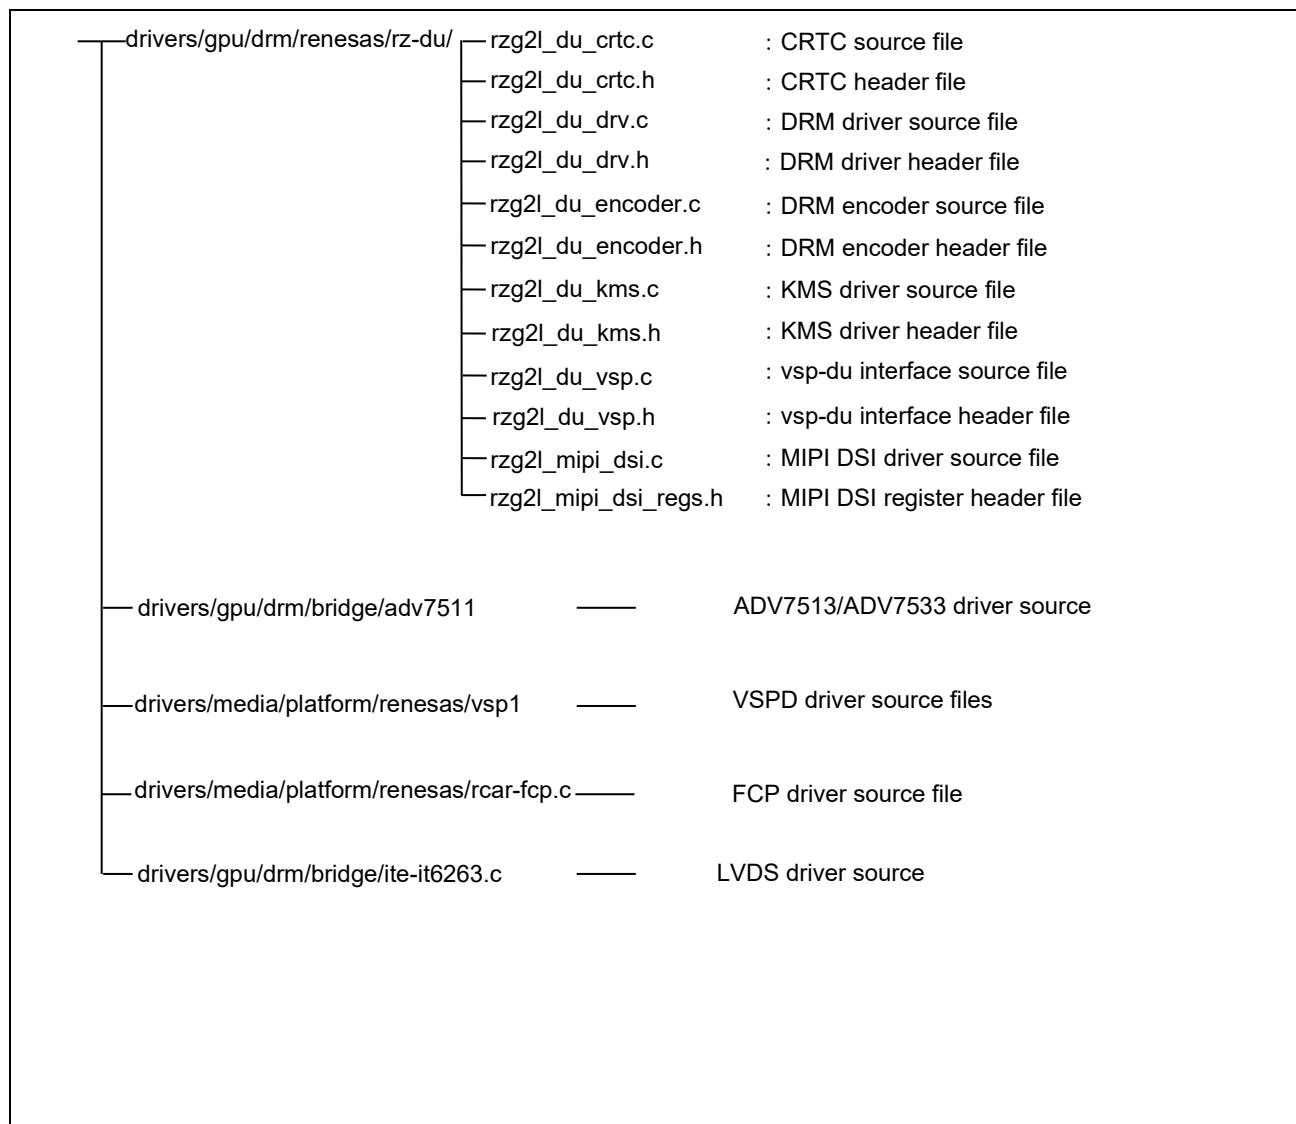 drivers/gpu/drm/renesas/rz-du/ rzg2l_du_crtc.c : CRTC source file
rzg2l_du_crtc.h : CRTC header file
rzg2l_du_drv.c : DRM driver source file
rzg2l_du_drv.h : DRM driver header file
rzg2l_du_encoder.c : DRM encoder source file
rzg2l_du_encoder.h : DRM encoder header file
rzg2l_du_kms.c : KMS driver source file
rzg2l_du_kms.h : KMS driver header file
rzg2l_du_vsp.c : vsp-du interface source file
rzg2l_du_vsp.h : vsp-du interface header file
rzg2l_mipi_dsi.c : MIPI DSI driver source file
rzg2l_mipi_dsi_regs.h : MIPI DSI register header file
drivers/gpu/drm/bridge/adv7511 ADV7513/ADV7533 driver source
drivers/media/platform/renesas/vsp1 VSPD driver source files
drivers/media/platform/renesas/rcar-fcp.c FCP driver source file
drivers/gpu/drm/bridge/ite-it6263.c LVDS driver source